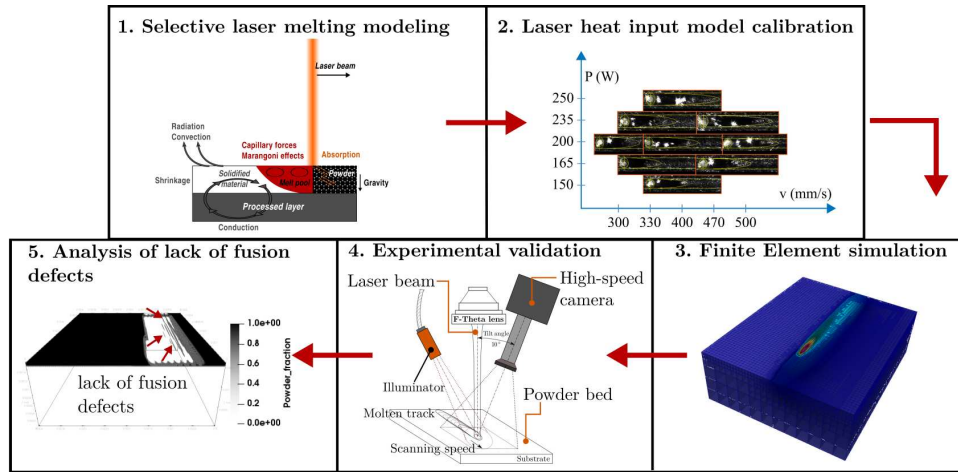 1. Selective laser melting modeling
Laser beam
Radiation
Convection
Capillary forces
Marangoni effects
Absorption
Shrinkage
Solidified
material
Melt pool
Powder
Gravity
Processed layer
Conduction
2. Laser heat input model calibration
P (W)
250
235
200
165
150
v (mm/s)
300 330 400 470 500
5. Analysis of lack of fusion
defects
1.0e+00
0.8
0.6
0.4
0.2
0.0e+00
Powder_fraction
lack of fusion
defects
4. Experimental validation
Laser beam
High-speed
camera
F-Theta lens
Tilt angle
10°
Illuminator
Powder bed
Molten track
Scanning speed
Substrate
3. Finite Element simulation